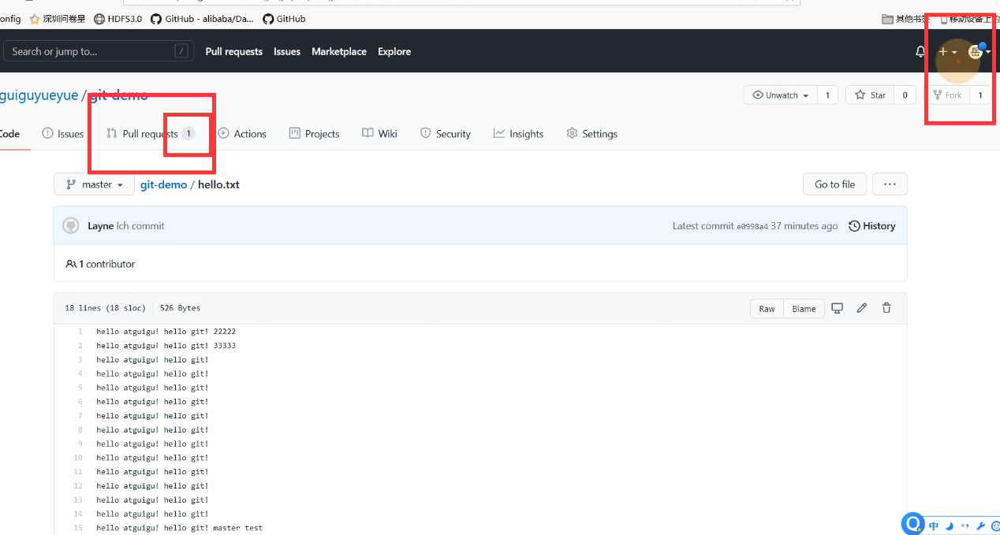 onfig 深圳问卷星 HDFS3.0 GitHub - alibaba/Da... GitHub 其他书签 移动设备上的
Search or jump to... / Pull requests Issues Marketplace Explore 岳
guiguyueyue / git-demo Unwatch 1 Star 0 Fork 1
Code Issues Pull requests 1 Actions Projects Wiki Security Insights Settings
master git-demo / hello.txt Go to file ...
Layne lch commit Latest commit e0998a4 37 minutes ago History
1 contributor
18 lines (18 sloc) 526 Bytes Raw Blame
1 hello atguigu! hello git! 22222
2 hello atguigu! hello git! 33333
3 hello atguigu! hello git!
4 hello atguigu! hello git!
5 hello atguigu! hello git!
6 hello atguigu! hello git!
7 hello atguigu! hello git!
8 hello atguigu! hello git!
9 hello atguigu! hello git!
10 hello atguigu! hello git!
11 hello atguigu! hello git!
12 hello atguigu! hello git!
13 hello atguigu! hello git!
14 hello atguigu! hello git!
15 hello atguigu! hello git! master test
中